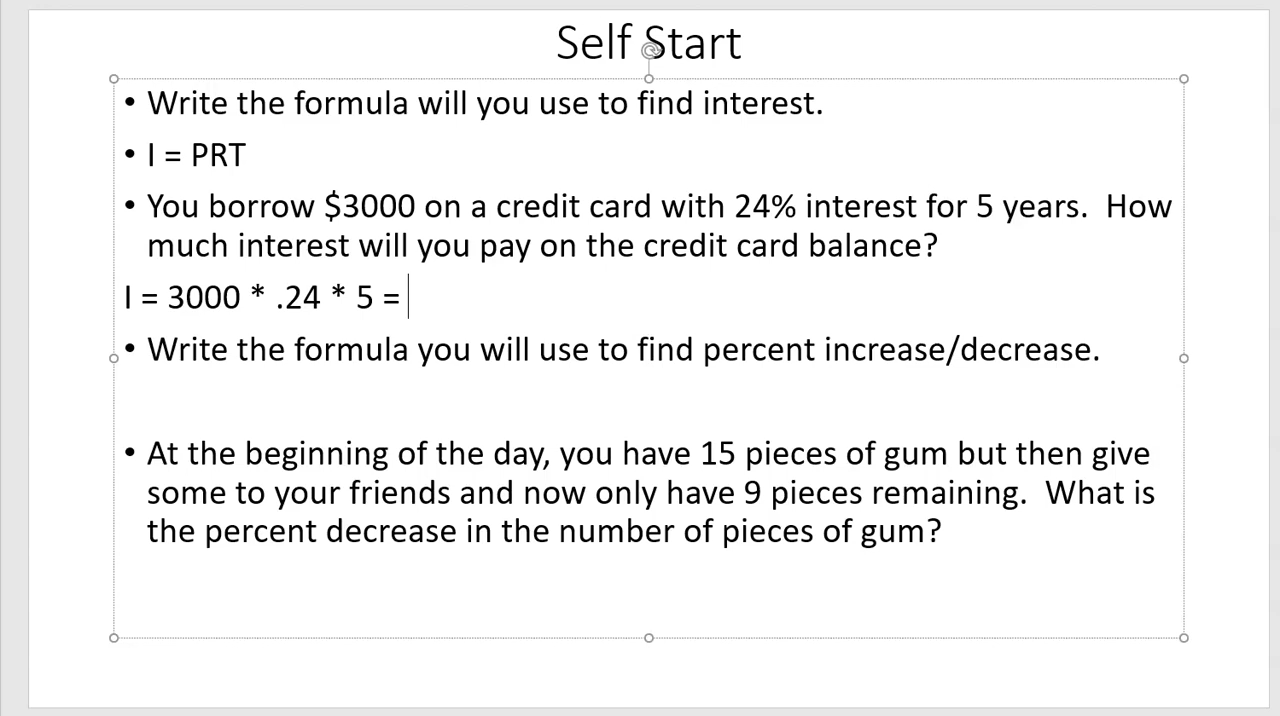 Self Start
• Write the formula will you use to find interest.
• I = PRT
• You borrow $3000 on a credit card with 24% interest for 5 years.  How
much interest will you pay on the credit card balance?
I = 3000 * .24 * 5 =
• Write the formula you will use to find percent increase/decrease.
• At the beginning of the day, you have 15 pieces of gum but then give
some to your friends and now only have 9 pieces remaining.  What is
the percent decrease in the number of pieces of gum?